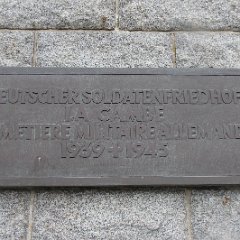 EUTSCHER SOLDATENFRIEDHOF
LA CAMBE
METIERE MILITAIRE ALLEMAND
1939 + 1945